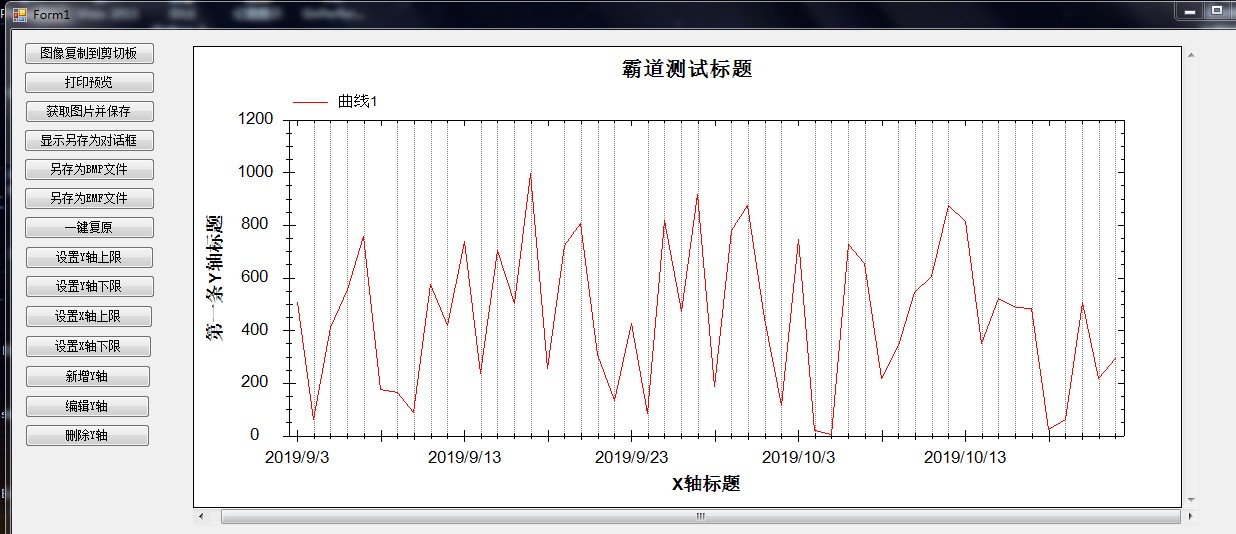 Form1
图像复制到剪切板
打印预览
获取图片并保存
显示另存为对话框
另存为BMP文件
另存为EMF文件
一键复原
设置Y轴上限
设置Y轴下限
设置X轴上限
设置X轴下限
新增Y轴
编辑Y轴
删除Y轴
霸道测试标题
曲线1
第一条Y轴标题
1200
1000
800
600
400
200
0
2019/9/3 2019/9/13 2019/9/23 2019/10/3 2019/10/13
X轴标题